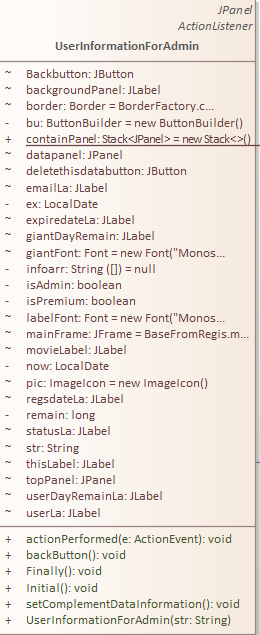 JPanel
ActionListener
UserInformationForAdmin
~ Backbutton: JButton
~ backgroundPanel: JLabel
~ border: Border = BorderFactory.c...
- bu: ButtonBuilder = new ButtonBuilder()
+ containPanel: Stack<JPanel> = new Stack<>()
~ datapanel: JPanel
~ deletethisdatabutton: JButton
~ emailLa: JLabel
- ex: LocalDate
~ expiredateLa: JLabel
~ giantDayRemain: JLabel
~ giantFont: Font = new Font("Monos...
- infoarr: String ([]) = null
- isAdmin: boolean
- isPremium: boolean
~ labelFont: Font = new Font("Monos...
~ mainFrame: JFrame = BaseFromRegis.m...
~ movieLabel: JLabel
- now: LocalDate
~ pic: ImageIcon = new ImageIcon()
~ regsdateLa: JLabel
- remain: long
~ statusLa: JLabel
~ str: String
~ thisLabel: JLabel
~ topPanel: JPanel
~ userDayRemainLa: JLabel
~ userLa: JLabel
+ actionPerformed(e: ActionEvent): void
+ backButton(): void
+ Finally(): void
+ Initial(): void
+ setComplementDataInformation(): void
+ UserInformationForAdmin(str: String)